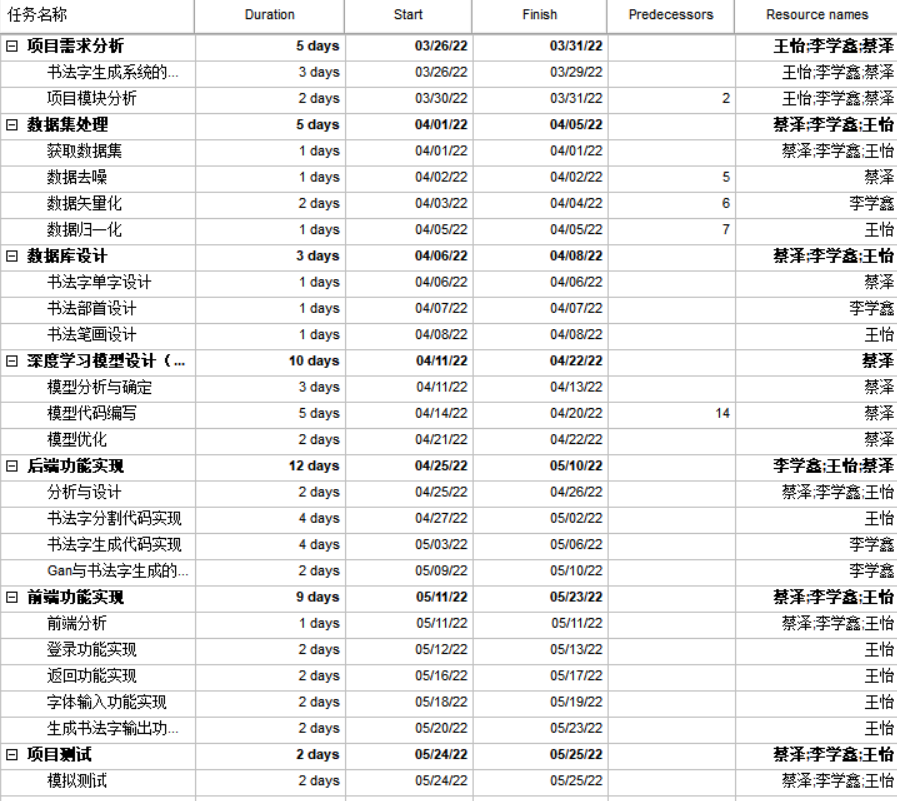 任务名称 Duration Start Finish Predecessors Resource names
项目需求分析 5 days 03/26/22 03/31/22 王怡;李学鑫;蔡泽
书法字生成系统的... 3 days 03/26/22 03/29/22 王怡;李学鑫;蔡泽
项目模块分析 2 days 03/30/22 03/31/22 2 王怡;李学鑫;蔡泽
数据集处理 5 days 04/01/22 04/05/22 蔡泽;李学鑫;王怡
获取数据集 1 days 04/01/22 04/01/22 蔡泽;李学鑫;王怡
数据去噪 1 days 04/02/22 04/02/22 5 蔡泽
数据矢量化 2 days 04/03/22 04/04/22 6 李学鑫
数据归一化 1 days 04/05/22 04/05/22 7 王怡
数据库设计 3 days 04/06/22 04/08/22 蔡泽;李学鑫;王怡
书法字单字设计 1 days 04/06/22 04/06/22 蔡泽
书法部首设计 1 days 04/07/22 04/07/22 李学鑫
书法笔画设计 1 days 04/08/22 04/08/22 王怡
深度学习模型设计（... 10 days 04/11/22 04/22/22 蔡泽
模型分析与确定 3 days 04/11/22 04/13/22 蔡泽
模型代码编写 5 days 04/14/22 04/20/22 14 蔡泽
模型优化 2 days 04/21/22 04/22/22 蔡泽
后端功能实现 12 days 04/25/22 05/10/22 李学鑫;王怡;蔡泽
分析与设计 2 days 04/25/22 04/26/22 蔡泽;李学鑫;王怡
书法字分割代码实现 4 days 04/27/22 05/02/22 王怡
书法字生成代码实现 4 days 05/03/22 05/06/22 李学鑫
Gan与书法字生成的... 2 days 05/09/22 05/10/22 李学鑫
前端功能实现 9 days 05/11/22 05/23/22 蔡泽;李学鑫;王怡
前端分析 1 days 05/11/22 05/11/22 蔡泽;李学鑫;王怡
登录功能实现 2 days 05/12/22 05/13/22 王怡
返回功能实现 2 days 05/16/22 05/17/22 王怡
字体输入功能实现 2 days 05/18/22 05/19/22 王怡
生成书法字输出功... 2 days 05/20/22 05/23/22 王怡
项目测试 2 days 05/24/22 05/25/22 蔡泽;李学鑫;王怡
模拟测试 2 days 05/24/22 05/25/22 蔡泽;李学鑫;王怡